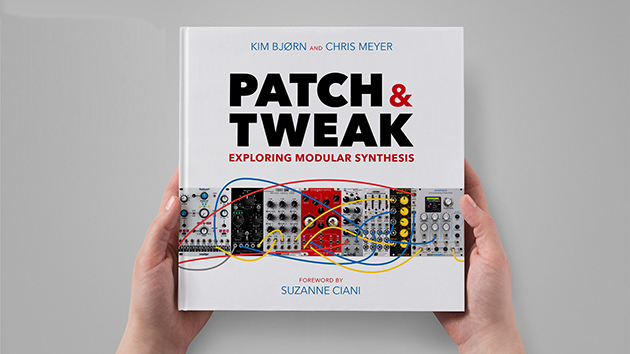 KIM BJØRN AND CHRIS MEYER
PATCH &
TWEAK
EXPLORING MODULAR SYNTHESIS
FOREWORD BY
SUZANNE CIANI